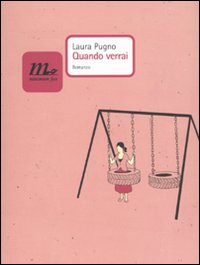 Laura Pugno
Quando verrai
Romanzo
minimum fax